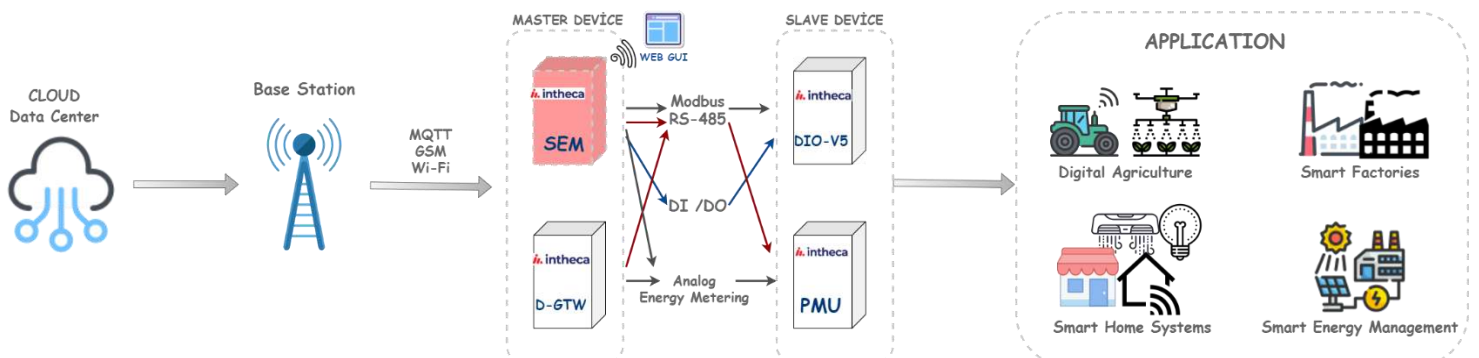 CLOUD
Data Center
Base Station
MQTT
GSM
Wi-Fi
MASTER DEVİCE
WEB GUI
intheca
SEM
intheca
D-GTW
Modbus
RS-485
DI /DO
Analog
Energy Metering
SLAVE DEVİCE
intheca
DIO-V5
intheca
PMU
APPLICATION
Digital Agriculture
Smart Factories
Smart Home Systems
Smart Energy Management